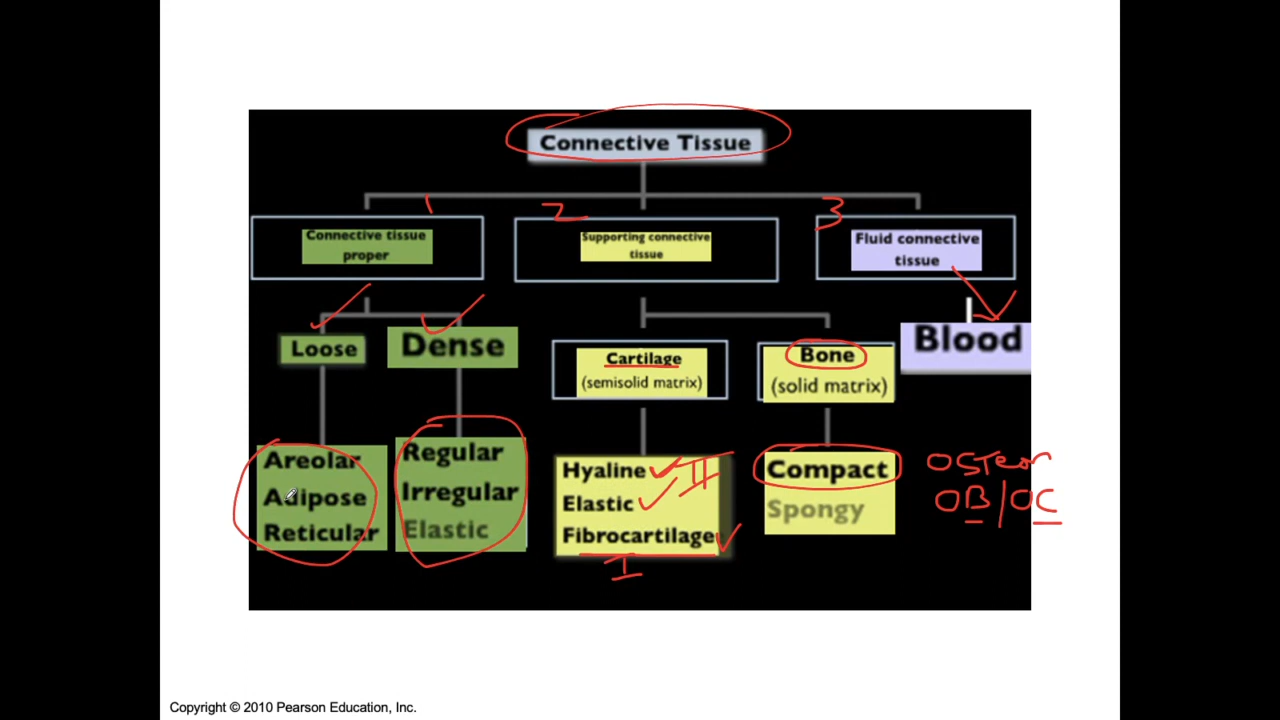 Connective Tissue
1
2
3
Connective tissue
proper
Supporting connective
tissue
Fluid connective
tissue
Loose
Dense
Cartilage
(semisolid matrix)
Bone
(solid matrix)
Blood
Areolar
Adipose
Reticular
Regular
Irregular
Elastic
Hyaline
Elastic
Fibrocartilage
II
I
Compact
Spongy
OSTeon
OB/OC
Copyright © 2010 Pearson Education, Inc.